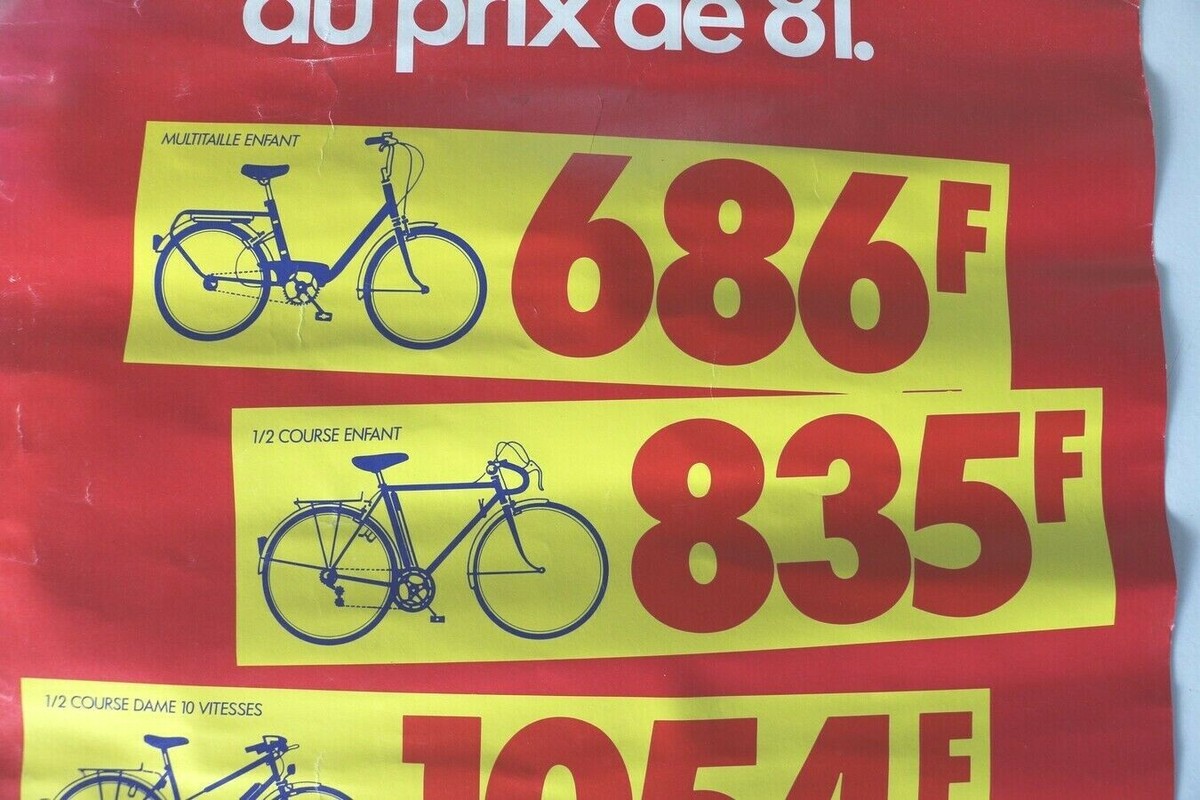 au prix de 81.
MULTITAILLE ENFANT
686F
1/2 COURSE ENFANT
835F
1/2 COURSE DAME 10 VITESSES
1054F